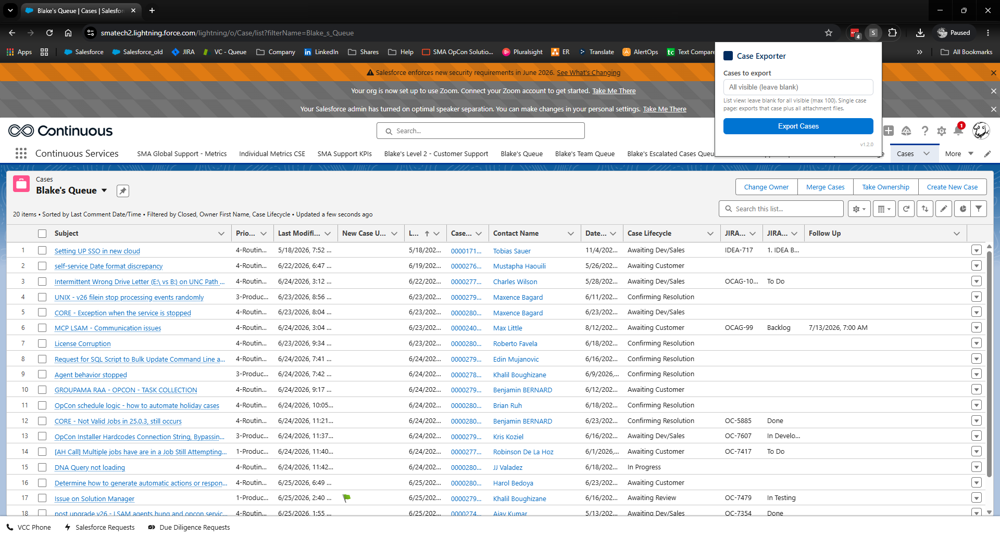 Blake's Queue | Cases | Salesfor
smatech2.lightning.force.com/lightning/o/Case/list?filterName=Blake_s_Queue
4
S
Paused
Apps
Salesforce
Salesforce_old
JIRA
VC - Queue
Company
LinkedIn
Shares
Help
SMA OpCon Solutio...
Pluralsight
ER
Translate
AlertOps
Text Compare
All Bookmarks
Salesforce enforces new security requirements in June 2026. See What's Changing
Your org is now set up to use Zoom. Connect your Zoom account to get started. Take Me There
Your Salesforce admin has turned on optimal speaker separation. You can make changes in your personal settings. Take Me There
Case Exporter
Cases to export
All visible (leave blank)
List view: leave blank for all visible (max 100). Single case
page: exports that case plus all attachment files.
Export Cases
v1.2.0
Continuous
Search...
1
Continuous Services
SMA Global Support - Metrics
Individual Metrics CSE
SMA Support KPIs
Blake's Level 2 - Customer Support
Blake's Queue
Blake's Team Queue
Blake's Escalated Cases Queu
Cases
More
Cases
Blake's Queue
Change Owner
Merge Cases
Take Ownership
Create New Case
20 items • Sorted by Last Comment Date/Time • Filtered by Closed, Owner First Name, Case Lifecycle • Updated a few seconds ago
Search this list...
Subject Prio... Last Modifi... New Case U... L... Case... Contact Name Date... Case Lifecycle JIRA... JIRA... Follow Up
1 Setting UP SSO in new cloud 4-Routin... 5/18/2026, 7:52 ... 5/18/202... 0000171... Tobias Sauer 11/4/202... Awaiting Dev/Sales IDEA-717 1. IDEA B...
2 self-service Date format discrepancy 4-Routin... 6/22/2026, 6:47 ... 6/19/202... 0000276... Mustapha Haouili 5/26/202... Awaiting Customer
3 Intermittent Wrong Drive Letter (E:\ vs B:) on UNC Path ... 4-Routin... 6/24/2026, 3:12 ... 6/22/202... 0000277... Charles Wilson 5/28/202... Awaiting Dev/Sales OCAG-10... To Do
4 UNIX - v26 filein stop processing events randomly 3-Produc... 6/23/2026, 8:56 ... 6/23/202... 0000279... Maxence Bagard 6/11/202... Confirming Resolution
5 CORE - Exception when the service is stopped 4-Routin... 6/23/2026, 8:04 ... 6/23/202... 0000280... Maxence Bagard 6/23/202... Awaiting Dev/Sales
6 MCP LSAM - Communication issues 4-Routin... 6/24/2026, 3:04 ... 6/23/202... 0000240... Max Little 8/12/202... Awaiting Customer OCAG-99 Backlog 7/13/2026, 7:00 AM
7 License Corruption 4-Routin... 6/23/2026, 9:34 ... 6/23/202... 0000280... Roberto Favela 6/18/202... Confirming Resolution
8 Request for SQL Script to Bulk Update Command Line a... 4-Routin... 6/24/2026, 7:41 ... 6/24/202... 0000279... Edin Mujanovic 6/16/202... Confirming Resolution
9 Agent behavior stopped 3-Produc... 6/24/2026, 7:42 ... 6/24/202... 0000278... Khalil Boughizane 6/9/2026,... Confirming Resolution
10 GROUPAMA RAA - OPCON - TASK COLLECTION 4-Routin... 6/24/2026, 9:17 ... 6/24/202... 0000279... Benjamin BERNARD 6/12/202... Awaiting Customer
11 OpCon schedule logic - how to automate holiday cases 4-Routin... 6/24/2026, 10:05... 6/24/202... 0000280... Brian Ruh 6/18/202... Confirming Resolution
12 CORE - Not Valid Jobs in 25.0.3, still occurs 4-Routin... 6/24/2026, 11:21... 6/24/202... 0000280... Benjamin BERNARD 6/23/202... Confirming Resolution OC-5885 Done
13 OpCon Installer Hardcodes Connection String, Bypassin... 3-Produc... 6/24/2026, 11:37... 6/24/202... 0000279... Kris Koziel 6/16/202... Awaiting Dev/Sales OC-7607 In Develo...
14 [AH Call] Multiple jobs have are in a Job Still Attempting... 1-Produc... 6/24/2026, 11:40... 6/24/202... 0000277... Robinson De La Hoz 6/1/2026,... Awaiting Customer OC-7417 To Do
15 DNA Query not loading 4-Routin... 6/24/2026, 11:42... 6/24/202... 0000280... JJ Valadez 6/18/202... In Progress
16 Determine how to generate automatic actions or respon... 4-Routin... 6/25/2026, 6:49 ... 6/25/202... 0000280... Harol Bedoya 6/23/202... Awaiting Customer
17 Issue on Solution Manager 1-Produc... 6/25/2026, 2:40 ... 6/25/202... 0000279... Khalil Boughizane 6/16/202... Awaiting Review OC-7479 In Testing
18 post upgrade v26 - LSAM agents hung and opcon servic... 4-Routin... 6/25/2026, 1:55 ... 6/25/202... 0000274... Ajay Kumar 5/13/202... Awaiting Dev/Sales OC-7354 Done
VCC Phone
Salesforce Requests
Due Diligence Requests